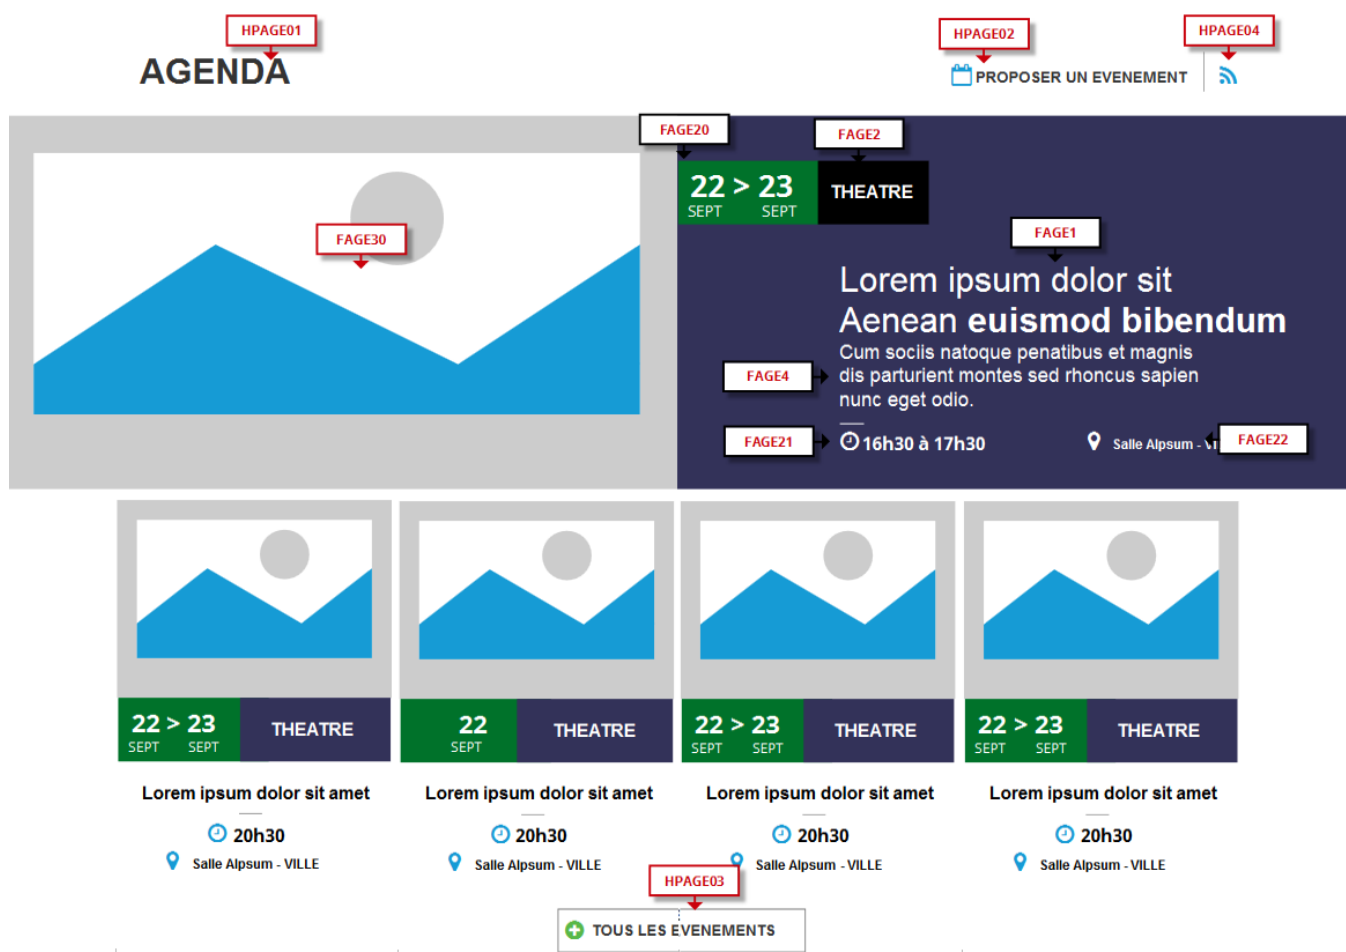 HPAGE01
HPAGE02
HPAGE04
AGENDA
PROPOSER UN EVENEMENT
FAGE20
FAGE2
22 > 23
SEPT SEPT
THEATRE
FAGE30
FAGE1
Lorem ipsum dolor sit
Aenean euismod bibendum
Cum sociis natoque penatibus et magnis
dis parturient montes sed rhoncus sapien
nunc eget odio.
FAGE4
FAGE21
16h30 à 17h30
Salle Alpsum -
FAGE22
22 > 23
SEPT SEPT
THEATRE
22
SEPT
THEATRE
22 > 23
SEPT SEPT
THEATRE
22 > 23
SEPT SEPT
THEATRE
Lorem ipsum dolor sit amet
20h30
Salle Alpsum - VILLE
Lorem ipsum dolor sit amet
20h30
Salle Alpsum - VILLE
Lorem ipsum dolor sit amet
20h30
Salle Alpsum - VILLE
Lorem ipsum dolor sit amet
20h30
Salle Alpsum - VILLE
HPAGE03
TOUS LES EVENEMENTS